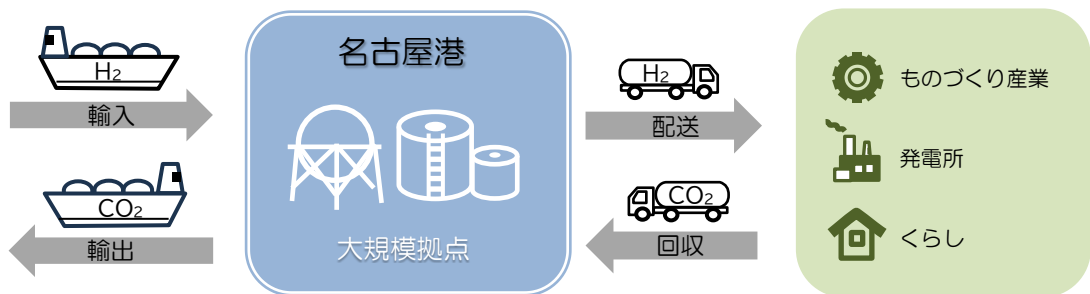 H2
輸入
CO2
輸出
名古屋港
大規模拠点
H2
配送
CO2
回収
ものづくり産業
発電所
くらし